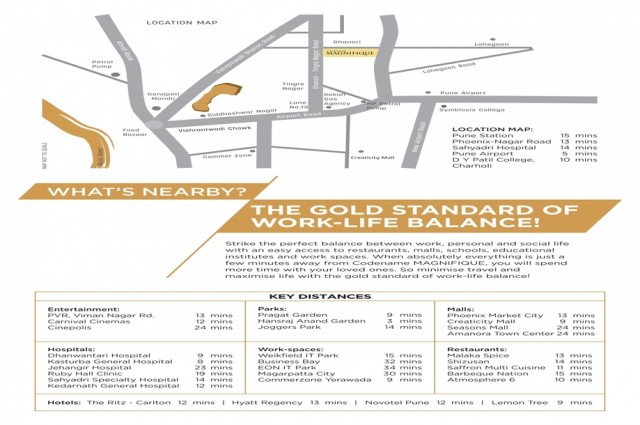 LOCATION MAP
Dhanori
MAGNIFIQUE
Lohegaon
Lohegaon Road
Petrol
Pump
Tingre
Nagar
Lane
No.13
Ganapati
Mandir
Siddheshwar Nagar
Airport Road
Pune Airport
Symbiosis College
Food
Bazaar
Vishrantwadi Chowk
Commer Zone
Creaticity Mall
MAP NOT TO SCALE
LOCATION MAP:
Pune Station 15 mins
Phoenix-Nagar Road 13 mins
Sahyadri Hospital 14 mins
Pune Airport 5 mins
D Y Patil College, 10 mins
Charholi
WHAT'S NEARBY?
THE GOLD STANDARD OF
WORK-LIFE BALANCE!
Strike the perfect balance between work, personal and social life
with an easy access to restaurants, malls, schools, educational
institutes and work spaces. When absolutely everything is just a
few minutes away from Codename MAGNIFIQUE, you will spend
more time with your loved ones. So minimise travel and
maximise life with the gold standard of work-life balance!
KEY DISTANCES
Entertainment:
PVR, Viman Nagar Rd. 13 mins
Carnival Cinemas 12 mins
Cinepolis 24 mins
Parks:
Pragat Garden 9 mins
Hansraj Anand Garden 3 mins
Joggers Park 14 mins
Malls:
Phoenix Market City 13 mins
Creaticity Mall 9 mins
Seasons Mall 24 mins
Amanora Town Center 24 mins
Hospitals:
Dhanwantari Hospital 9 mins
Kasturba General Hospital 8 mins
Jehangir Hospital 23 mins
Ruby Hall Clinic 19 mins
Sahyadri Specialty Hospital 14 mins
Kedarnath General Hospital 12 mins
Work-spaces:
Weikfield IT Park 15 mins
Business Bay 32 mins
EON IT Park 34 mins
Magarpatta City 30 mins
Commerzone Yerawada 9 mins
Restaurants:
Malaka Spice 13 mins
Shizusan 14 mins
Saffron Multi Cuisine 11 mins
Barbeque Nation 15 mins
Atmosphere 6 10 mins
Hotels: The Ritz - Carlton 12 mins | Hyatt Regency 13 mins | Novotel Pune 12 mins | Lemon Tree 9 mins